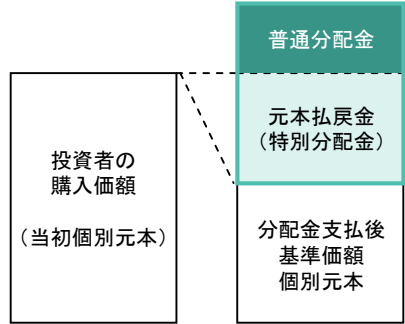 普通分配金
元本払戻金
（特別分配金）
投資者の
購入価額
（当初個別元本）
分配金支払後
基準価額
個別元本